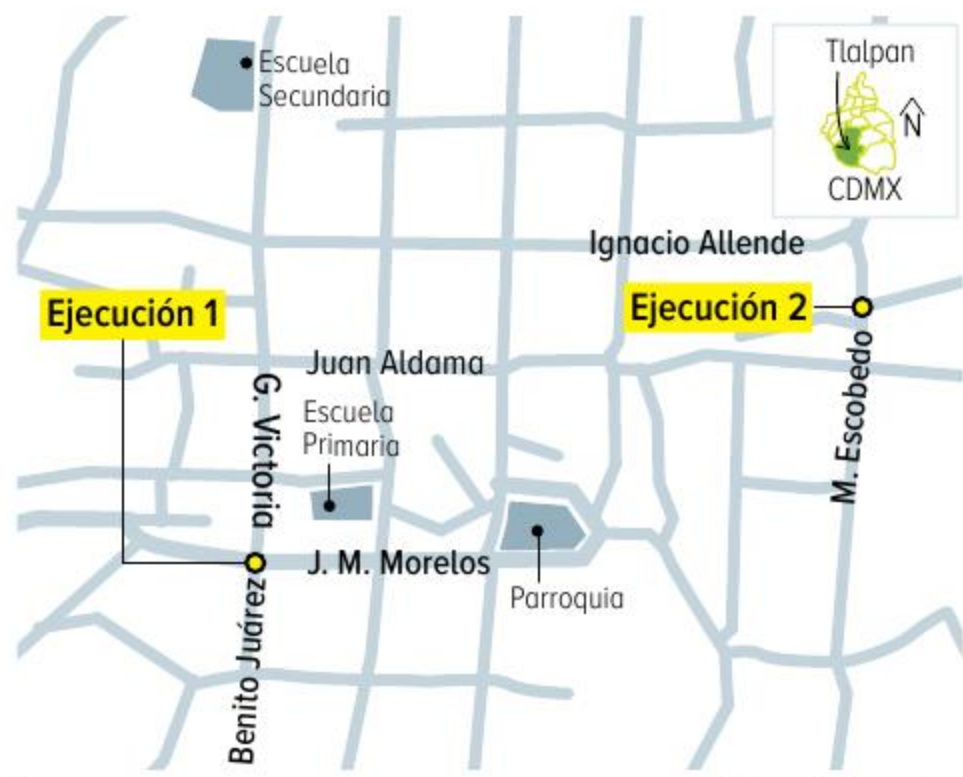 Escuela
Secundaria
Tlalpan
N
CDMX
Ignacio Allende
Ejecución 1
Ejecución 2
Juan Aldama
G. Victoria
Escuela
Primaria
M. Escobedo
J. M. Morelos
Parroquia
Benito Juárez